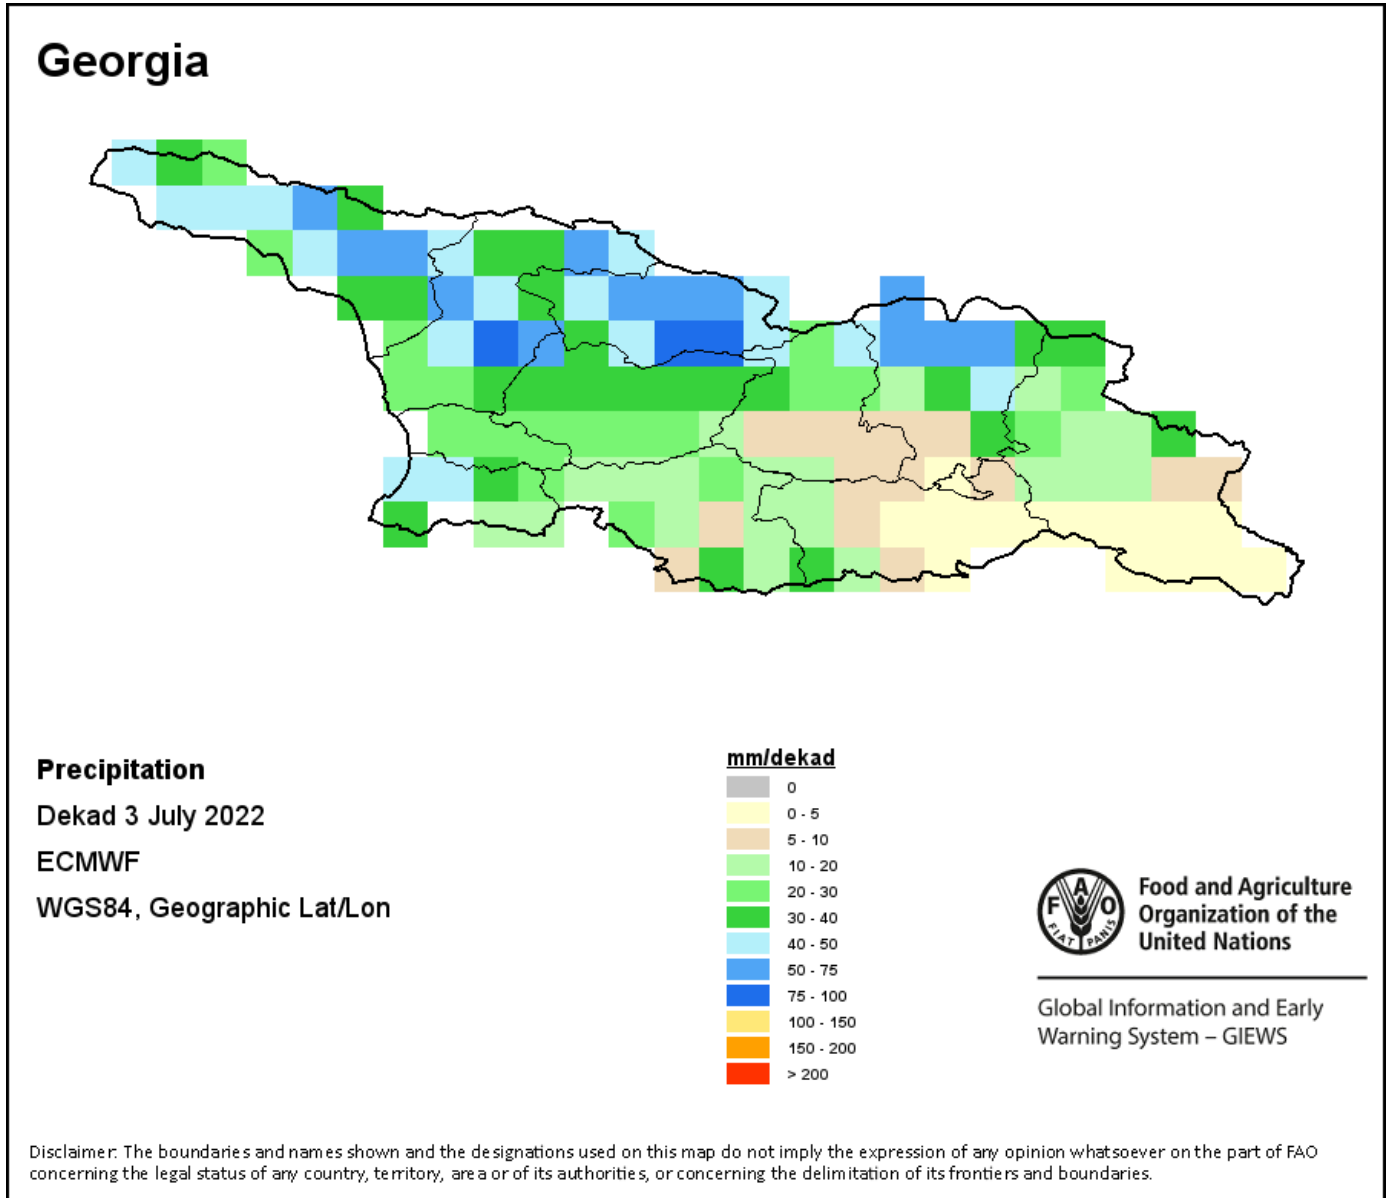 Georgia
Precipitation
Dekad 3 July 2022
ECMWF
WGS84, Geographic Lat/Lon
mm/dekad
0
0 - 5
5 - 10
10 - 20
20 - 30
30 - 40
40 - 50
50 - 75
75 - 100
100 - 150
150 - 200
> 200
F A O
FIAT PANIS
Food and Agriculture
Organization of the
United Nations
Global Information and Early
Warning System – GIEWS
Disclaimer: The boundaries and names shown and the designations used on this map do not imply the expression of any opinion whatsoever on the part of FAO
concerning the legal status of any country, territory, area or of its authorities, or concerning the delimitation of its frontiers and boundaries.